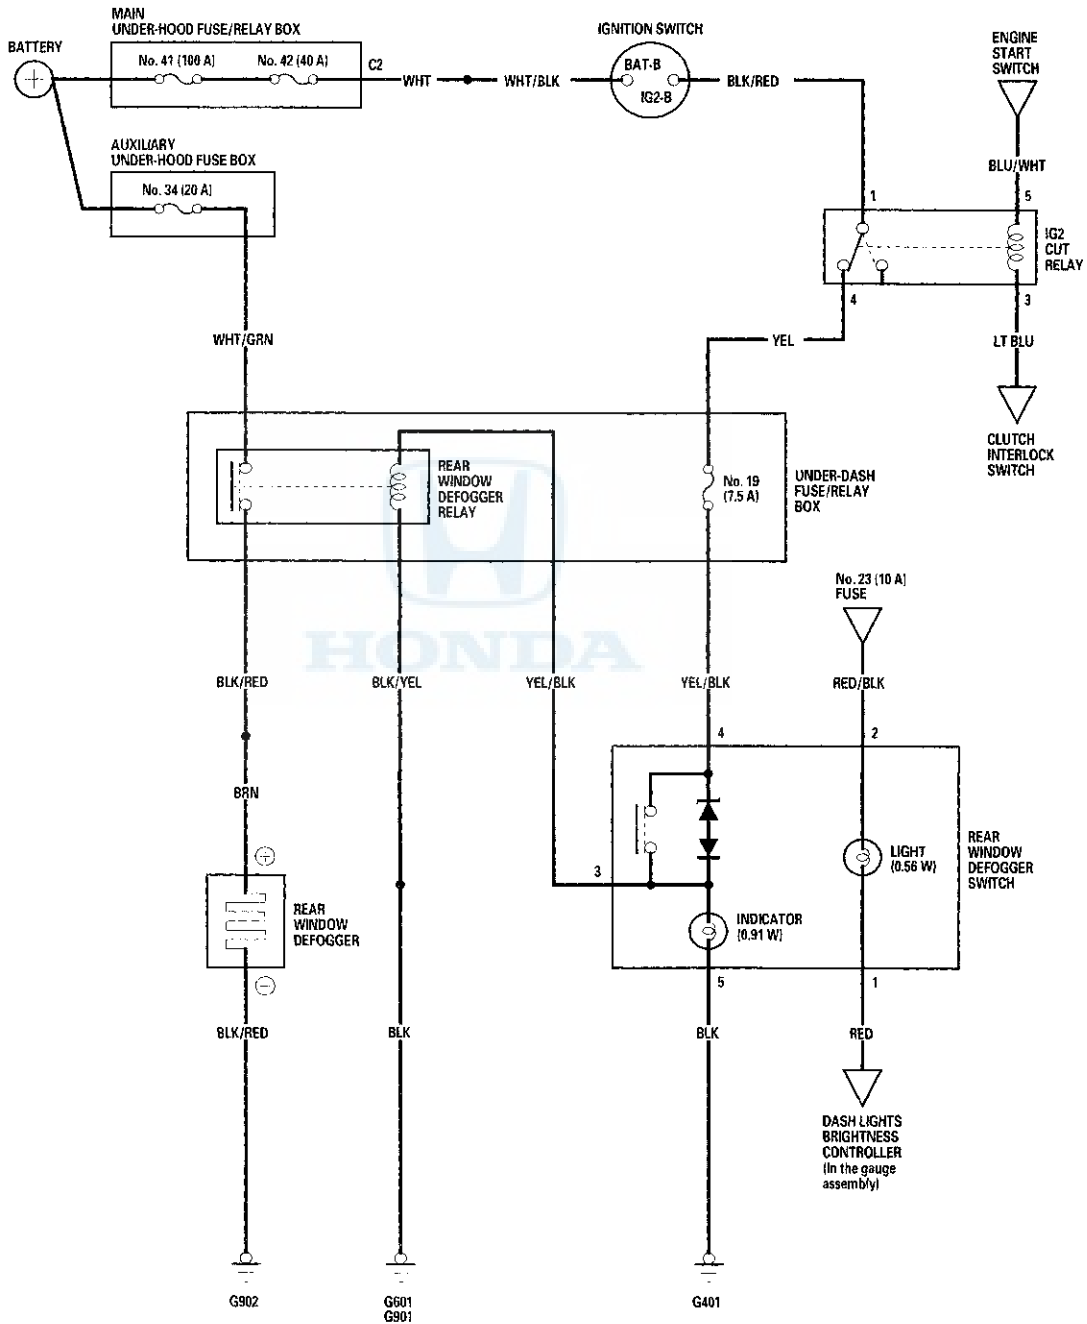 MAIN
UNDER-HOOD FUSE/RELAY BOX
BATTERY
No. 41 (100 A)
No. 42 (40 A)
C2
WHT
WHT/BLK
IGNITION SWITCH
BAT-B
IG2-B
BLK/RED
ENGINE
START
SWITCH
BLU/WHT
AUXILIARY
UNDER-HOOD FUSE BOX
No. 34 (20 A)
1
5
IG2
CUT
RELAY
4
3
WHT/GRN
YEL
LT BLU
CLUTCH
INTERLOCK
SWITCH
REAR
WINDOW
DEFOGGER
RELAY
No. 19
(7.5 A)
UNDER-DASH
FUSE/RELAY
BOX
HONDA
No. 23 (10 A)
FUSE
BLK/RED
BLK/YEL
YEL/BLK
YEL/BLK
RED/BLK
4
2
BRN
+
REAR
WINDOW
DEFOGGER
−
3
LIGHT
(0.56 W)
REAR
WINDOW
DEFOGGER
SWITCH
INDICATOR
(0.91 W)
5
1
BLK/RED
BLK
BLK
RED
DASH LIGHTS
BRIGHTNESS
CONTROLLER
(In the gauge
assembly)
G902
G601
G901
G401